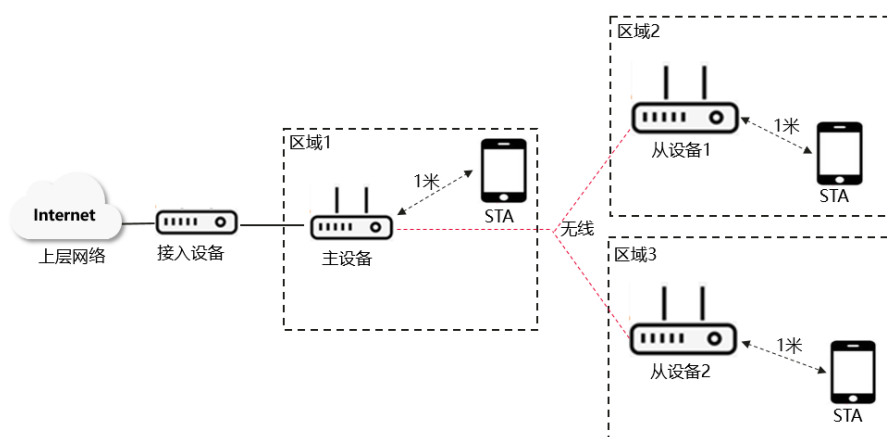 Internet
上层网络
接入设备
区域1
主设备
1米
STA
无线
区域2
从设备1
1米
STA
区域3
从设备2
1米
STA